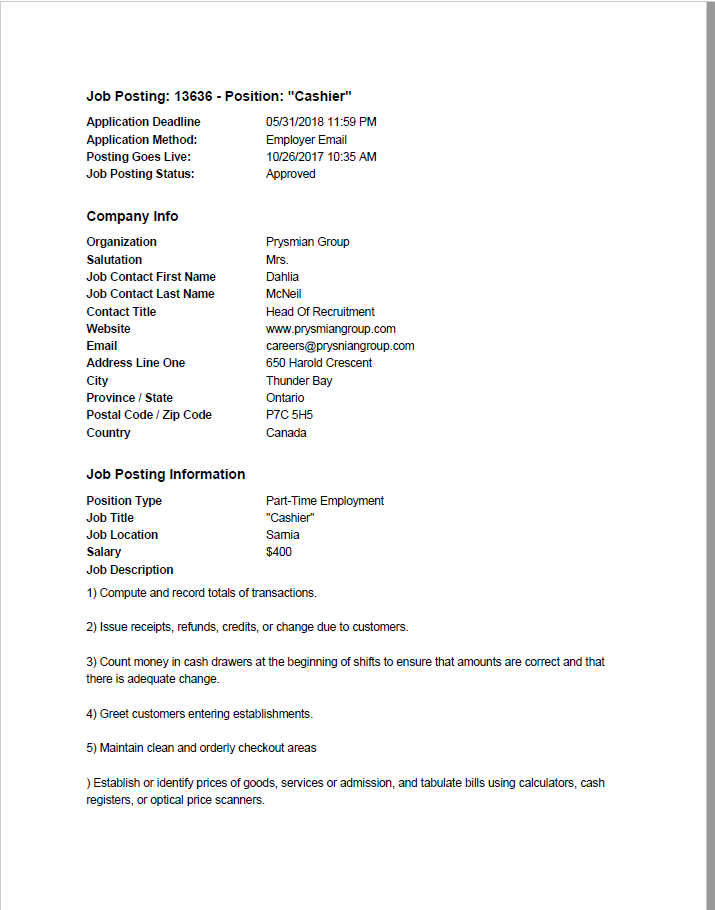 Job Posting: 13636 - Position: "Cashier"
Application Deadline 05/31/2018 11:59 PM
Application Method: Employer Email
Posting Goes Live: 10/26/2017 10:35 AM
Job Posting Status: Approved
Company Info
Organization Prysmian Group
Salutation Mrs.
Job Contact First Name Dahlia
Job Contact Last Name McNeil
Contact Title Head Of Recruitment
Website www.prysmiangroup.com
Email careers@prysniangroup.com
Address Line One 650 Harold Crescent
City Thunder Bay
Province / State Ontario
Postal Code / Zip Code P7C 5H5
Country Canada
Job Posting Information
Position Type Part-Time Employment
Job Title "Cashier"
Job Location Sarnia
Salary $400
Job Description
1) Compute and record totals of transactions.
2) Issue receipts, refunds, credits, or change due to customers.
3) Count money in cash drawers at the beginning of shifts to ensure that amounts are correct and that
there is adequate change.
4) Greet customers entering establishments.
5) Maintain clean and orderly checkout areas
) Establish or identify prices of goods, services or admission, and tabulate bills using calculators, cash
registers, or optical price scanners.